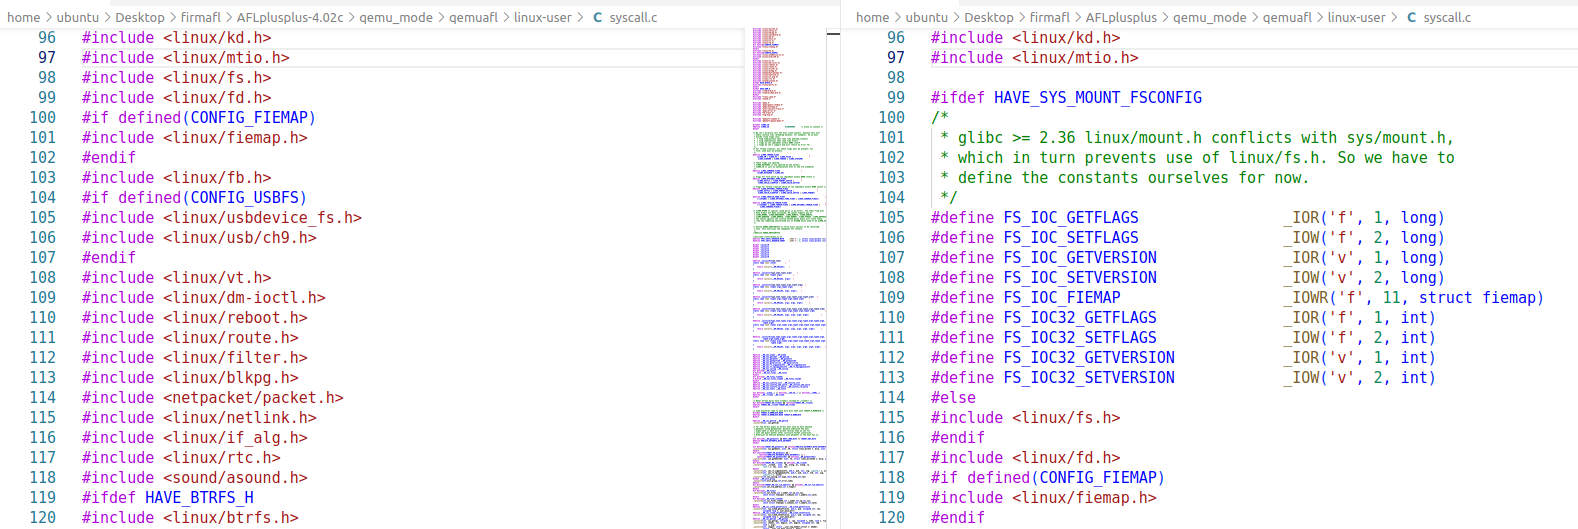 home > ubuntu > Desktop > firmafl > AFLplusplus-4.02c > qemu_mode > qemuafl > linux-user > C syscall.c
96 #include <linux/kd.h>
97 #include <linux/mtio.h>
98 #include <linux/fs.h>
99 #include <linux/fd.h>
100 #if defined(CONFIG_FIEMAP)
101 #include <linux/fiemap.h>
102 #endif
103 #include <linux/fb.h>
104 #if defined(CONFIG_USBFS)
105 #include <linux/usbdevice_fs.h>
106 #include <linux/usb/ch9.h>
107 #endif
108 #include <linux/vt.h>
109 #include <linux/dm-ioctl.h>
110 #include <linux/reboot.h>
111 #include <linux/route.h>
112 #include <linux/filter.h>
113 #include <linux/blkpg.h>
114 #include <netpacket/packet.h>
115 #include <linux/netlink.h>
116 #include <linux/if_alg.h>
117 #include <linux/rtc.h>
118 #include <sound/asound.h>
119 #ifdef HAVE_BTRFS_H
120 #include <linux/btrfs.h>
home > ubuntu > Desktop > firmafl > AFLplusplus > qemu_mode > qemuafl > linux-user > C syscall.c
96 #include <linux/kd.h>
97 #include <linux/mtio.h>
98
99 #ifdef HAVE_SYS_MOUNT_FSCONFIG
100 /*
101 * glibc >= 2.36 linux/mount.h conflicts with sys/mount.h,
102 * which in turn prevents use of linux/fs.h. So we have to
103 * define the constants ourselves for now.
104 */
105 #define FS_IOC_GETFLAGS _IOR('f', 1, long)
106 #define FS_IOC_SETFLAGS _IOW('f', 2, long)
107 #define FS_IOC_GETVERSION _IOR('v', 1, long)
108 #define FS_IOC_SETVERSION _IOW('v', 2, long)
109 #define FS_IOC_FIEMAP _IOWR('f', 11, struct fiemap)
110 #define FS_IOC32_GETFLAGS _IOR('f', 1, int)
111 #define FS_IOC32_SETFLAGS _IOW('f', 2, int)
112 #define FS_IOC32_GETVERSION _IOR('v', 1, int)
113 #define FS_IOC32_SETVERSION _IOW('v', 2, int)
114 #else
115 #include <linux/fs.h>
116 #endif
117 #include <linux/fd.h>
118 #if defined(CONFIG_FIEMAP)
119 #include <linux/fiemap.h>
120 #endif